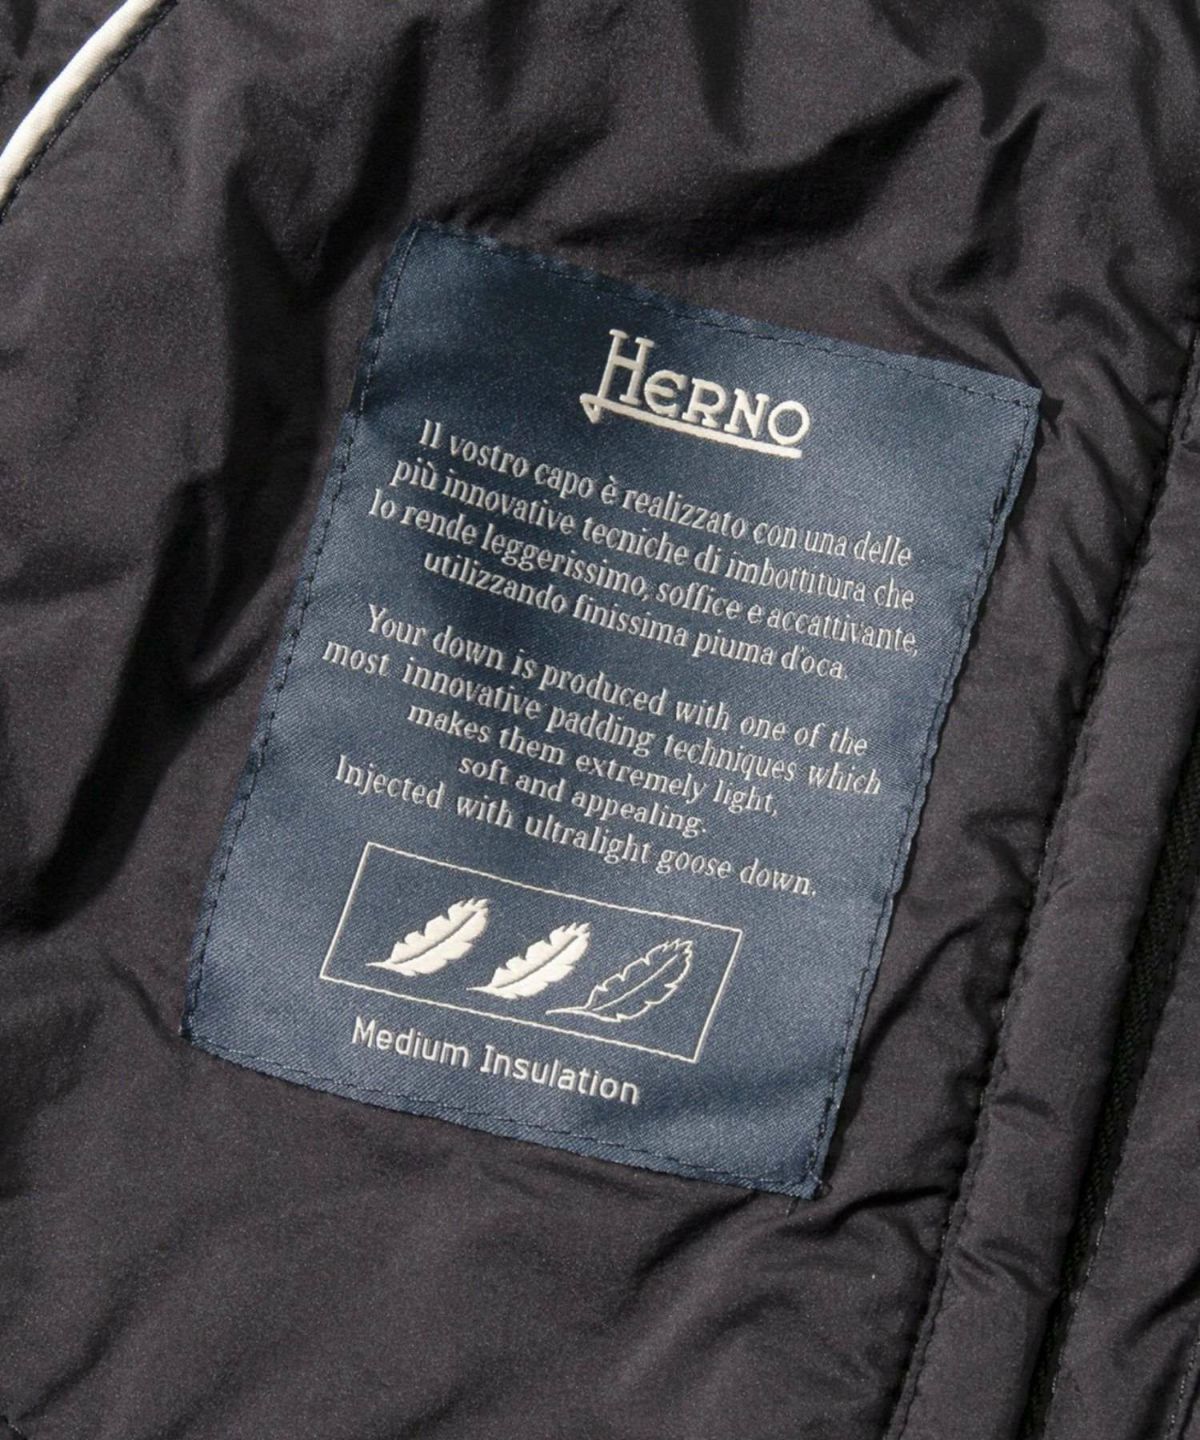 HERNO
Il vostro capo è realizzato con una delle
più innovative tecniche di imbottitura che
lo rende leggerissimo, soffice e accattivante,
utilizzando finissima piuma d'oca.
Your down is produced with one of the
most innovative padding techniques which
makes them extremely light,
soft and appealing.
Injected with ultralight goose down.
Medium Insulation